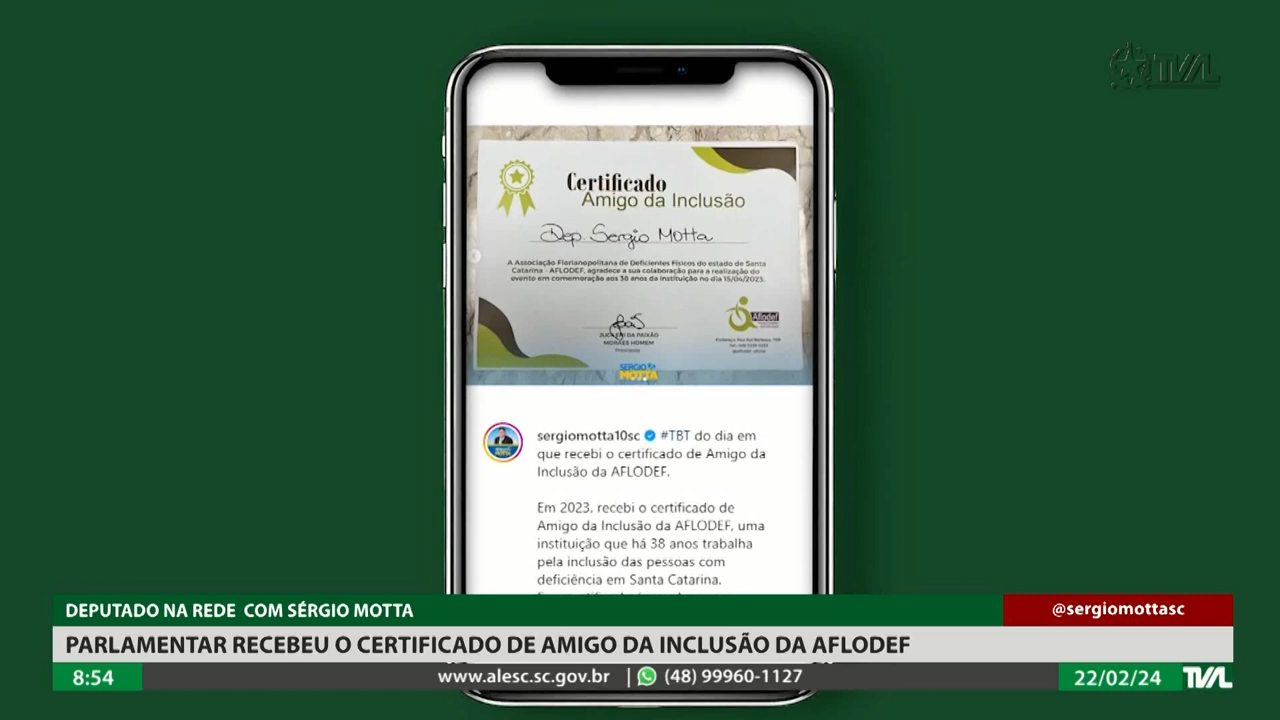 TVAL
Certificado
Amigo da Inclusão
Dep. Sergio Motta
A Associação Florianopolitana de Deficientes Físicos do estado de Santa
Catarina - AFLODEF, agradece a sua colaboração para a realização do
evento em comemoração aos 38 anos da instituição no dia 15/04/2023.
DA PAIXÃO
MORAES HOMEM
Presidente
Aflodef
SERGIO
MOTTA
sergiomotta10sc #TBT do dia em
que recebi o certificado de Amigo da
Inclusão da AFLODEF.
Em 2023, recebi o certificado de
Amigo da Inclusão da AFLODEF, uma
instituição que há 38 anos trabalha
pela inclusão das pessoas com
deficiência em Santa Catarina.
DEPUTADO NA REDE COM SÉRGIO MOTTA
@sergiomottasc
PARLAMENTAR RECEBEU O CERTIFICADO DE AMIGO DA INCLUSÃO DA AFLODEF
8:54
www.alesc.sc.gov.br | (48) 99960-1127
22/02/24
TVAL